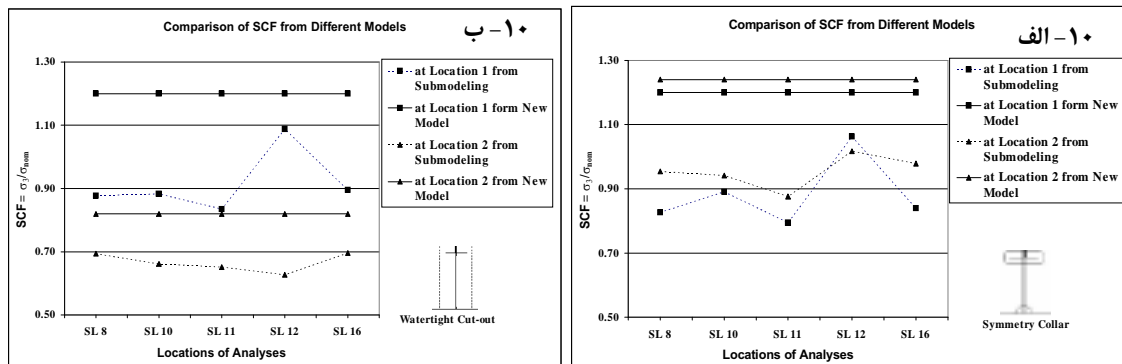 Comparison of SCF from Different Models
۱۰- ب
1.30
1.10
0.90
0.70
0.50
SCF = σ3/σnom
SL 8 SL 10 SL 11 SL 12 SL 16
Locations of Analyses
at Location 1 from
Submodeling
at Location 1 form New
Model
at Location 2 from
Submodeling
at Location 2 from New
Model
Watertight Cut-out
Comparison of SCF from Different Models
۱۰- الف
1.30
1.10
0.90
0.70
0.50
SCF = σ3/σnom
SL 8 SL 10 SL 11 SL 12 SL 16
Locations of Analyses
at Location 1 from
Submodeling
at Location 1 form New
Model
at Location 2 from
Submodeling
at Location 2 from New
Model
Symmetry Collar